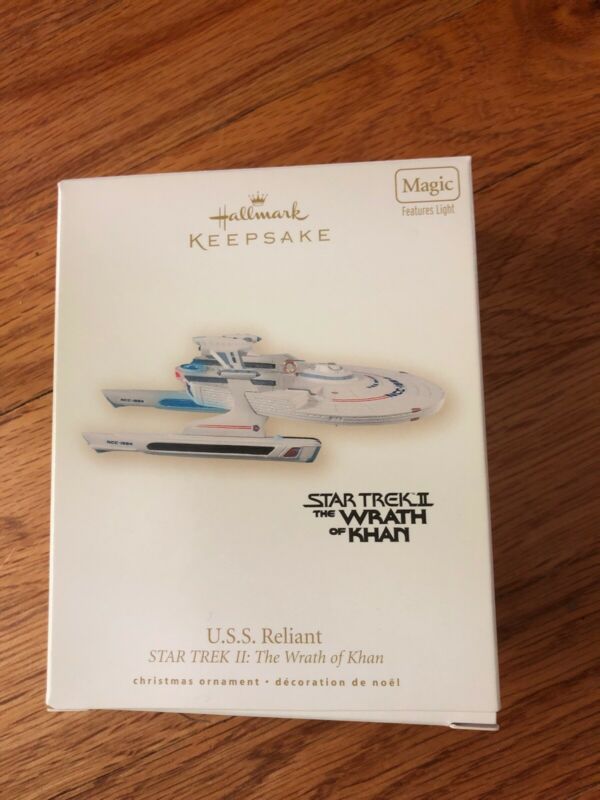 Magic
Features Light
Hallmark
KEEPSAKE
NCC-1864
NCC-1864
STAR TREK II
THE WRATH
OF KHAN
U.S.S. Reliant
STAR TREK II: The Wrath of Khan
christmas ornament • décoration de noël